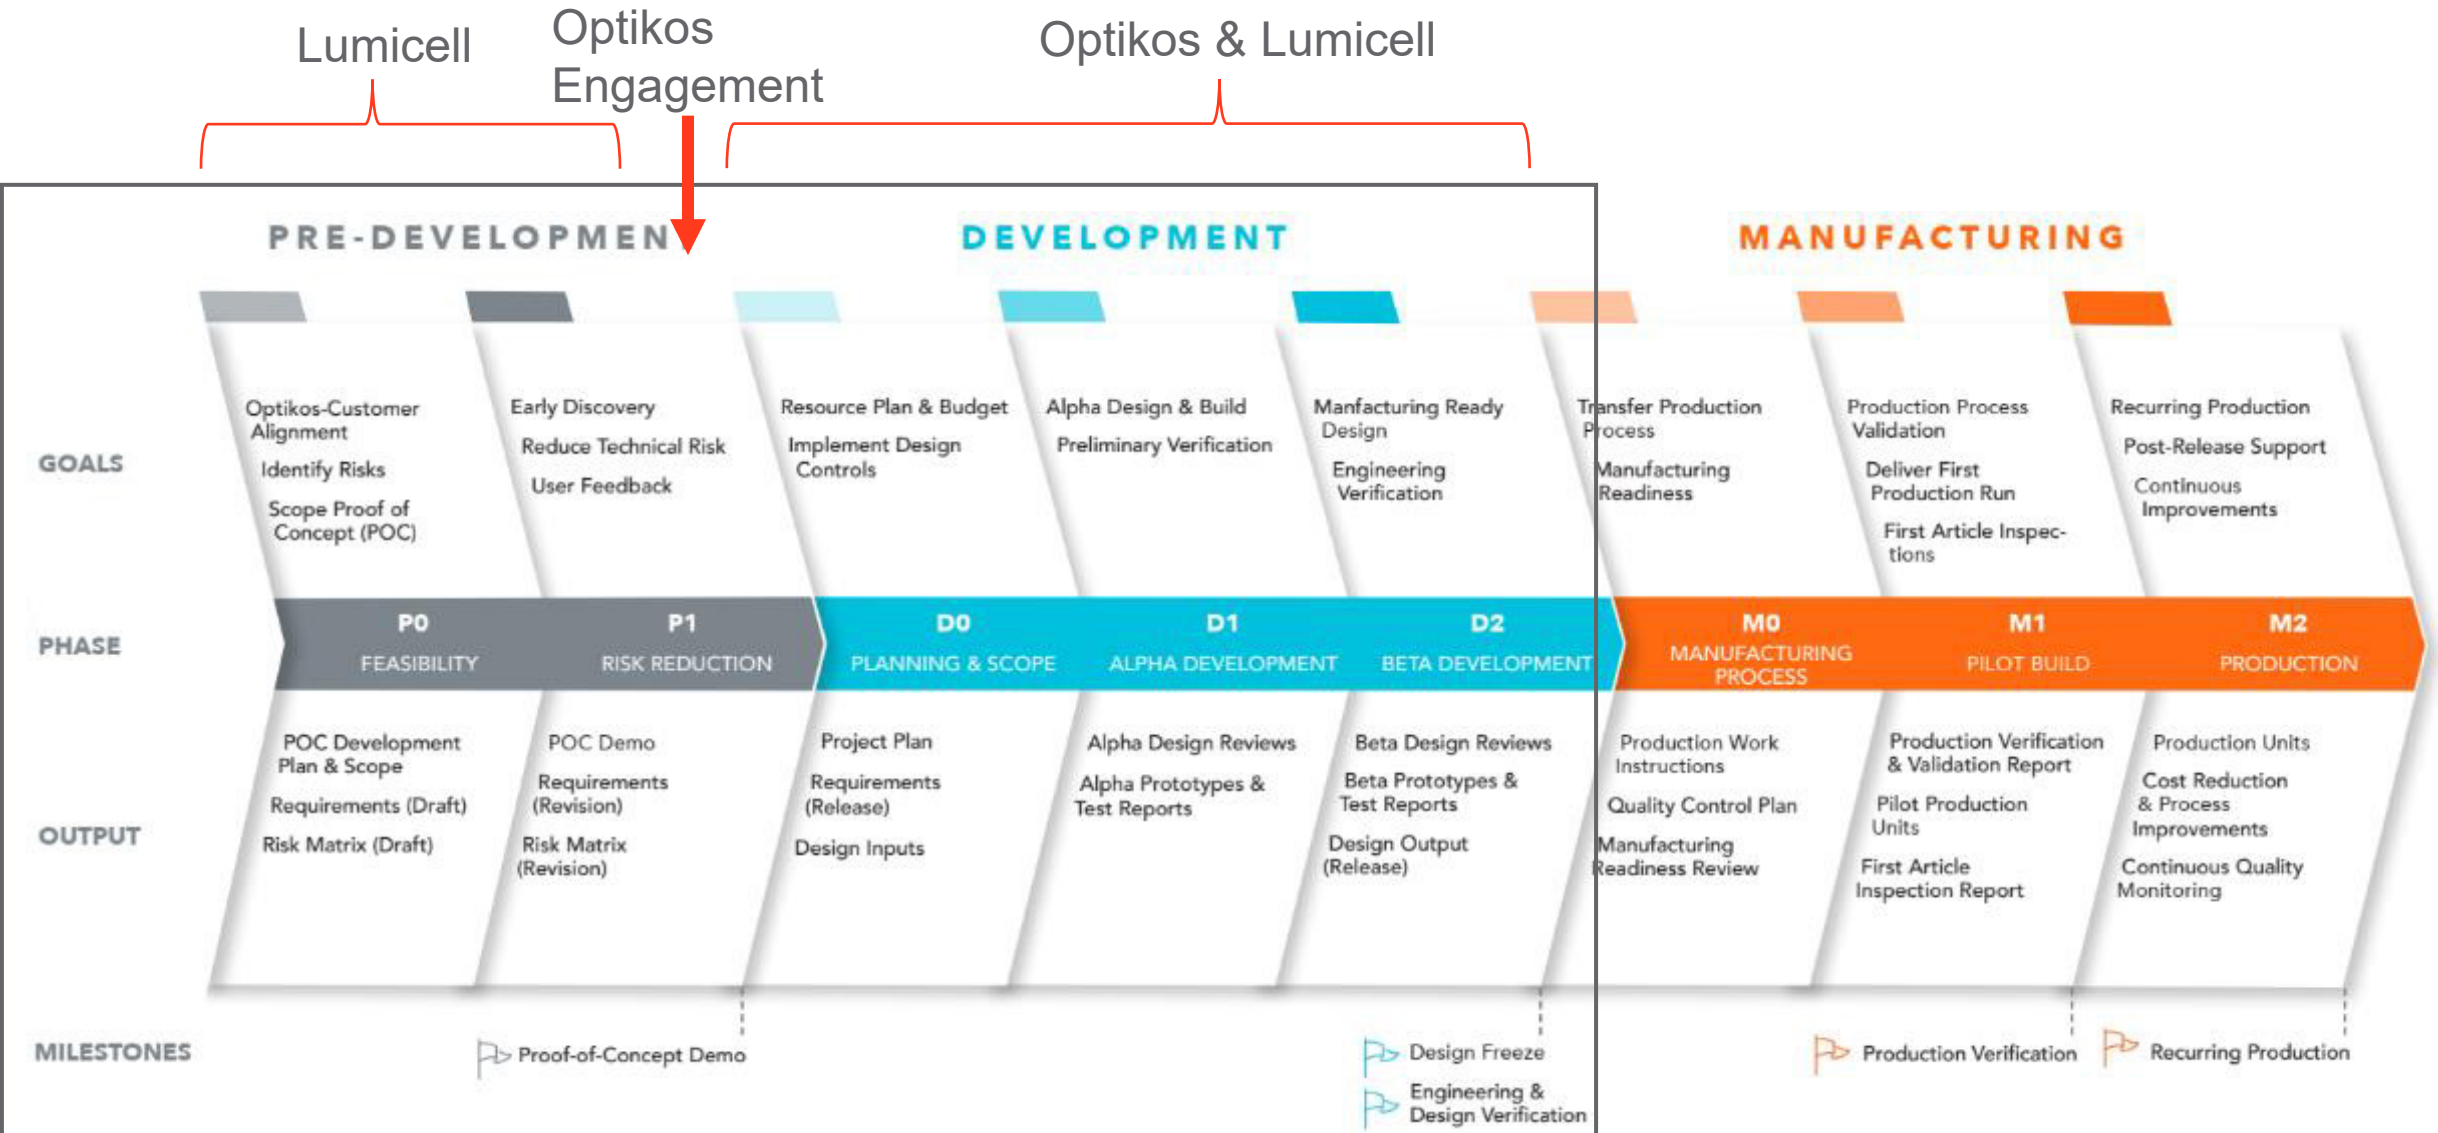 Lumicell
Optikos
Engagement
Optikos & Lumicell
PRE-DEVELOPMEN
DEVELOPMENT
MANUFACTURING
GOALS
Optikos-Customer
Alignment
Identify Risks
Scope Proof of
Concept (POC)
Early Discovery
Reduce Technical Risk
User Feedback
Resource Plan & Budget
Implement Design
Controls
Alpha Design & Build
Preliminary Verification
Manfacturing Ready
Design
Engineering
Verification
Transfer Production
Process
Manufacturing
Readiness
Production Process
Validation
Deliver First
Production Run
First Article Inspec-
tions
Recurring Production
Post-Release Support
Continuous
Improvements
PHASE
P0
FEASIBILITY
P1
RISK REDUCTION
D0
PLANNING & SCOPE
D1
ALPHA DEVELOPMENT
D2
BETA DEVELOPMENT
M0
MANUFACTURING
PROCESS
M1
PILOT BUILD
M2
PRODUCTION
OUTPUT
POC Development
Plan & Scope
Requirements (Draft)
Risk Matrix (Draft)
POC Demo
Requirements
(Revision)
Risk Matrix
(Revision)
Project Plan
Requirements
(Release)
Design Inputs
Alpha Design Reviews
Alpha Prototypes &
Test Reports
Beta Design Reviews
Beta Prototypes &
Test Reports
Design Output
(Release)
Production Work
Instructions
Quality Control Plan
Manufacturing
Readiness Review
Production Verification
& Validation Report
Pilot Production
Units
First Article
Inspection Report
Production Units
Cost Reduction
& Process
Improvements
Continuous Quality
Monitoring
MILESTONES
Proof-of-Concept Demo
Design Freeze
Engineering &
Design Verification
Production Verification
Recurring Production